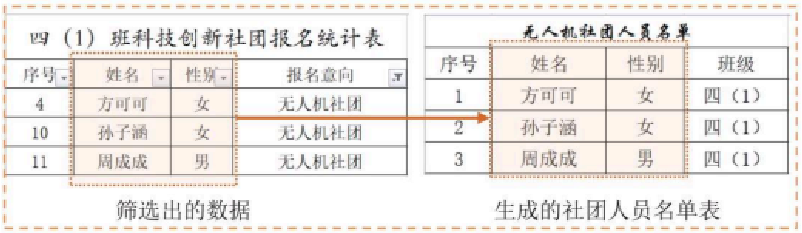 四（1）班科技创新社团报名统计表
序号 姓名 性别 报名意向
4 方可可 女 无人机社团
10 孙子涵 女 无人机社团
11 周成成 男 无人机社团
筛选出的数据
无人机社团人员名单
序号 姓名 性别 班级
1 方可可 女 四（1）
2 孙子涵 女 四（1）
3 周成成 男 四（1）
生成的社团人员名单表